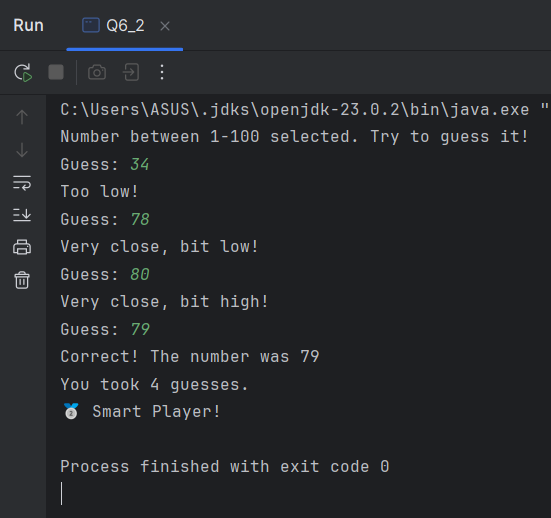 Run Q6_2
C:\Users\ASUS\.jdks\openjdk-23.0.2\bin\java.exe "
Number between 1-100 selected. Try to guess it!
Guess: 34
Too low!
Guess: 78
Very close, bit low!
Guess: 80
Very close, bit high!
Guess: 79
Correct! The number was 79
You took 4 guesses.
🥈 Smart Player!
Process finished with exit code 0